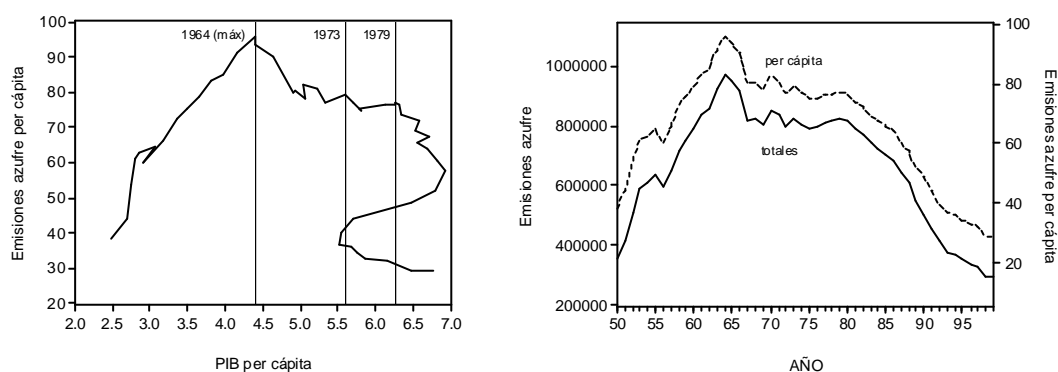 100
90
80
70
60
50
40
30
20
Emisiones azufre per cápita
1964 (máx)
1973
1979
2.0 2.5 3.0 3.5 4.0 4.5 5.0 5.5 6.0 6.5 7.0
PIB per cápita
1000000
800000
600000
400000
200000
Emisiones azufre
per cápita
totales
100
80
60
40
20
Emisiones azufre per cápita
50 55 60 65 70 75 80 85 90 95
AÑO